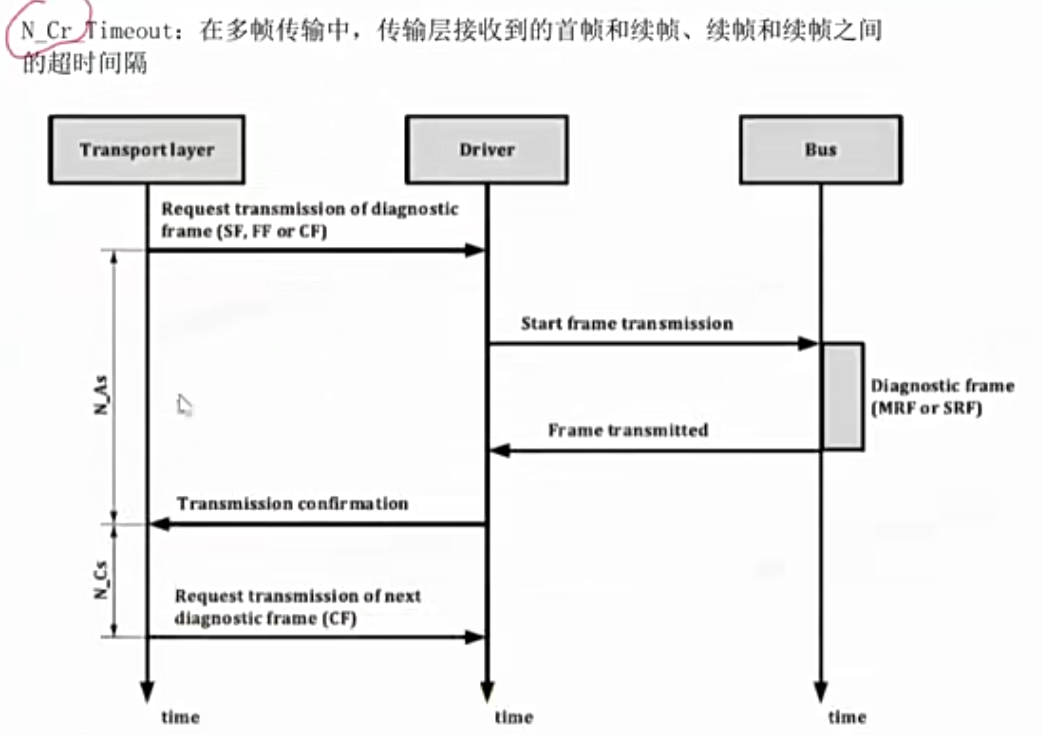 N_Cr_Timeout: 在多帧传输中，传输层接收到的首帧和续帧、续帧和续帧之间
的超时间隔
Transport layer
Driver
Bus
Request transmission of diagnostic
frame (SF, FF or CF)
Start frame transmission
N_As
Diagnostic frame
(MRF or SRF)
Frame transmitted
Transmission confirmation
N_Cs
Request transmission of next
diagnostic frame (CF)
time
time
time